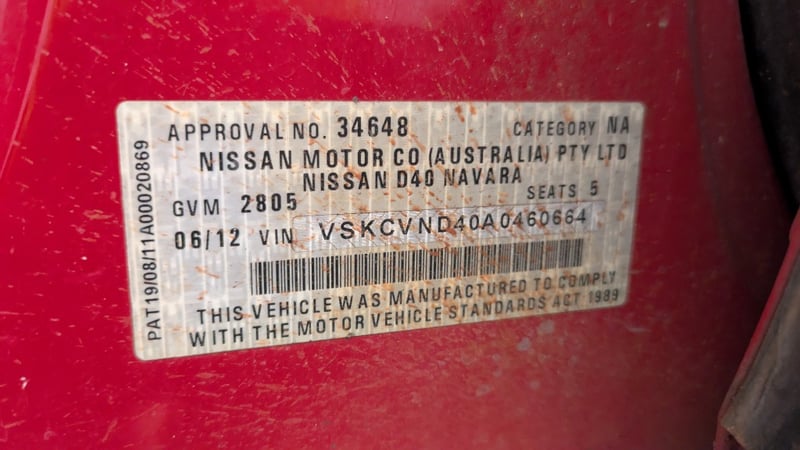 APPROVAL NO. 34648 CATEGORY NA
NISSAN MOTOR CO (AUSTRALIA) PTY LTD
NISSAN D40 NAVARA
GVM 2805 SEATS 5
06/12 VIN VSKCVND40A0460664
THIS VEHICLE WAS MANUFACTURED TO COMPLY
WITH THE MOTOR VEHICLE STANDARDS ACT 1989
PAT19/08/11A00020869